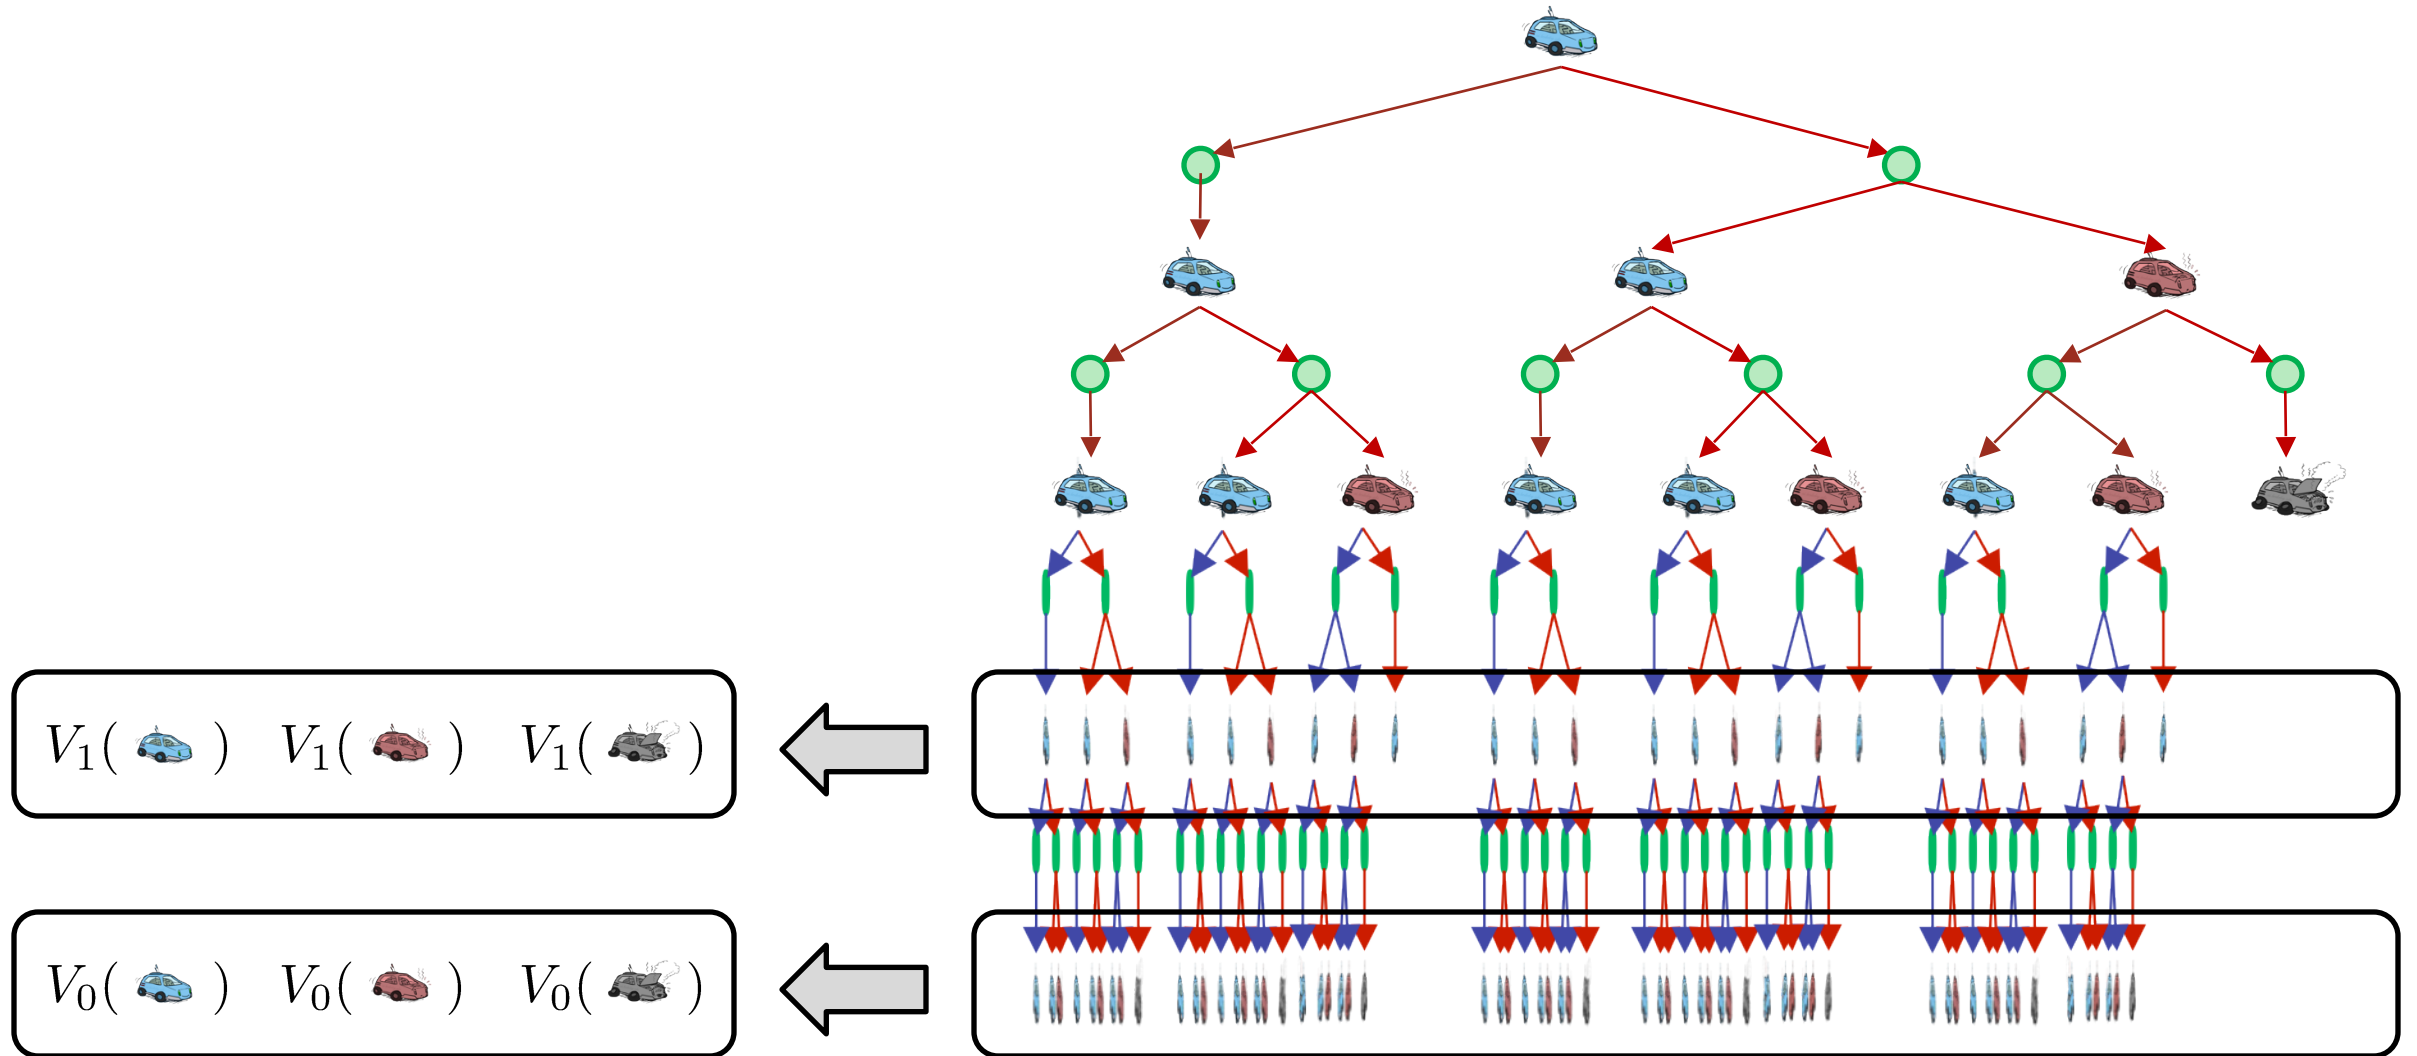 V₁( ) V₁( ) V₁( )
V₀( ) V₀( ) V₀( )